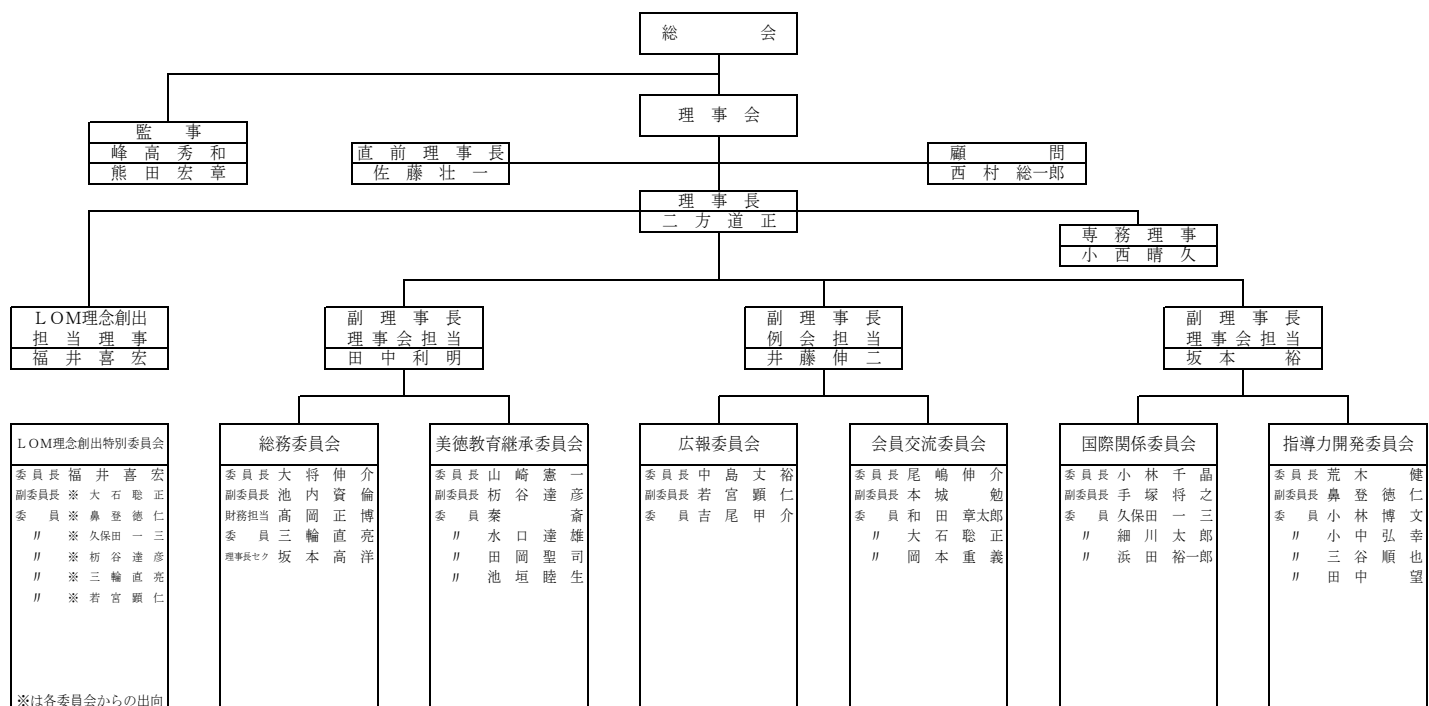 総会
理事会
監事
峰高秀和
熊田宏章
直前理事長
佐藤壮一
顧問
西村総一郎
理事長
二方道正
専務理事
小西晴久
ＬＯＭ理念創出
担当理事
福井喜宏
副理事長
理事会担当
田中利明
副理事長
例会担当
井藤伸二
副理事長
理事会担当
坂本裕
ＬＯＭ理念創出特別委員会
委員長 福井喜宏
副委員長 ※ 大石聡正
委員 ※ 鼻登徳仁
〃 ※ 久保田一三
〃 ※ 杤谷達彦
〃 ※ 三輪直亮
〃 ※ 若宮顕仁
※は各委員会からの出向
総務委員会
委員長 大将伸介
副委員長 池内資倫
財務担当 髙岡正博
委員 三輪直亮
理事長セク 坂本高洋
美徳教育継承委員会
委員長 山崎憲一
副委員長 杤谷達彦
委員 秦斎
〃 水口達雄
〃 田岡聖司
〃 池垣睦生
広報委員会
委員長 中島丈裕
副委員長 若宮顕仁
委員 吉尾甲介
会員交流委員会
委員長 尾嶋伸介
副委員長 本城勉
委員 和田章太郎
〃 大石聡正
〃 岡本重義
国際関係委員会
委員長 小林千晶
副委員長 手塚将之
委員 久保田一三
〃 細川太郎
〃 浜田裕一郎
指導力開発委員会
委員長 荒木健
副委員長 鼻登徳仁
委員 小林博文
〃 小中弘幸
〃 三谷順也
〃 田中望